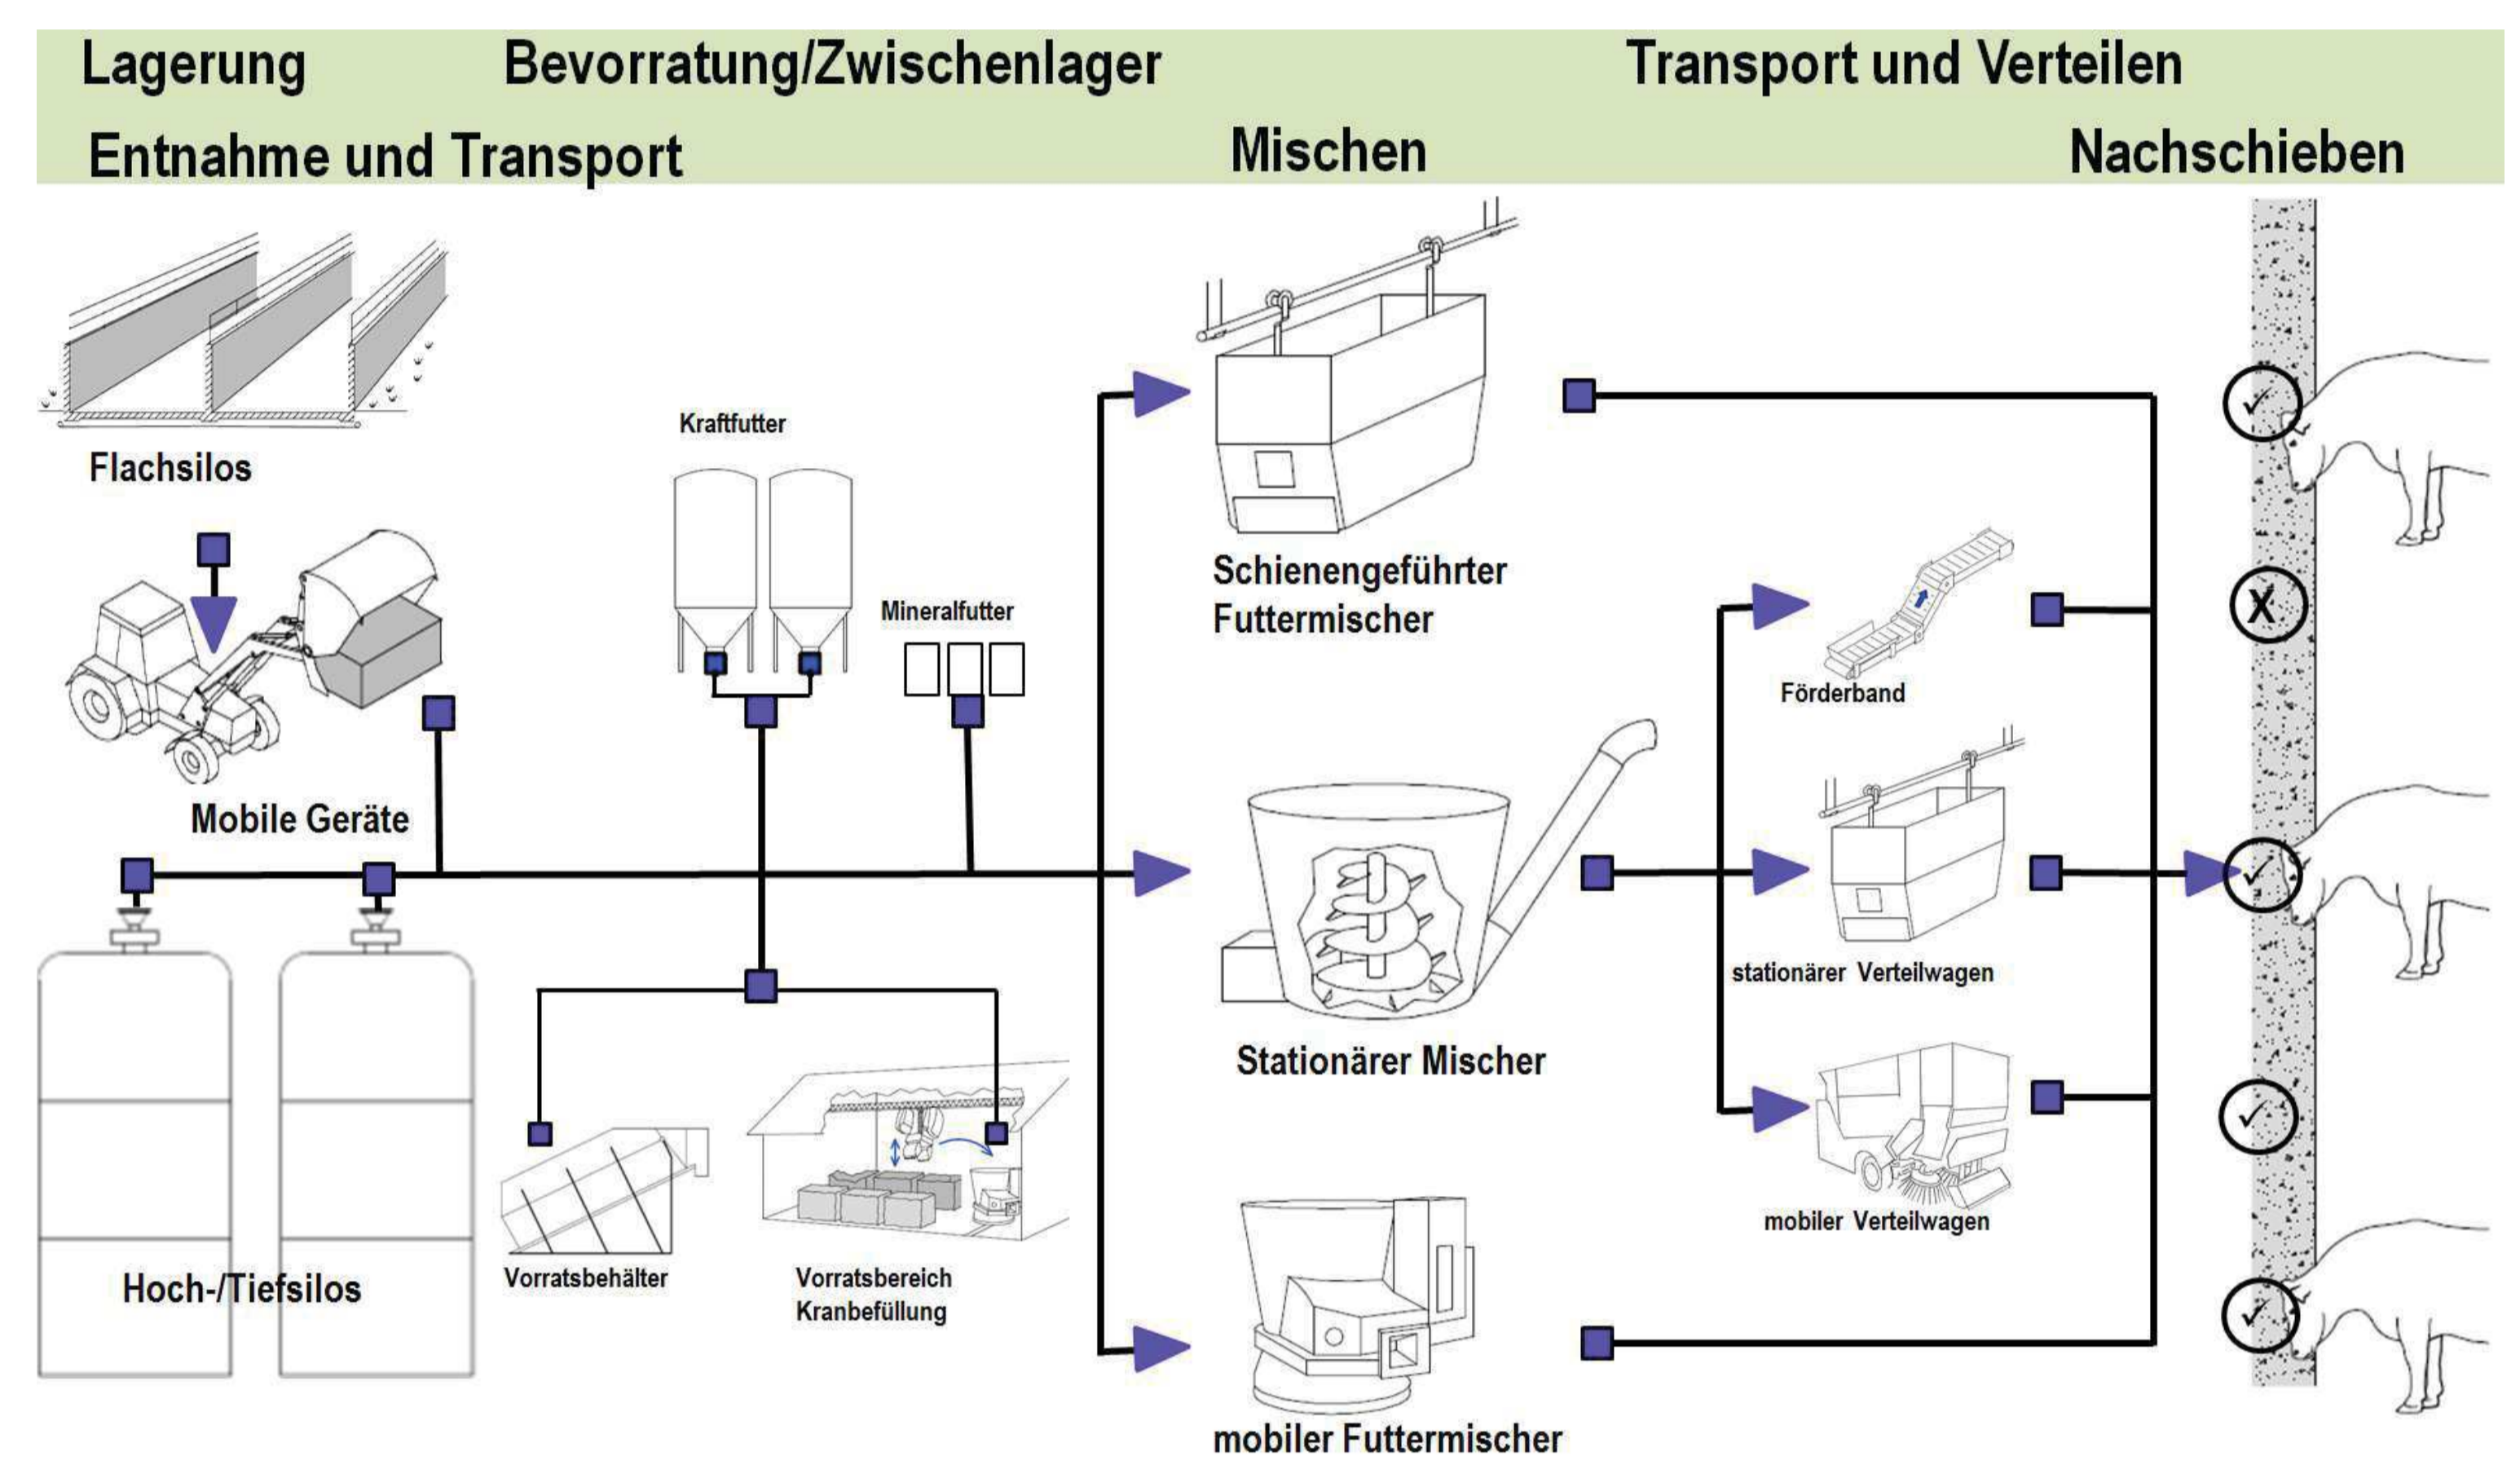 Lagerung
Bevorratung/Zwischenlager
Transport und Verteilen
Entnahme und Transport
Mischen
Nachschieben
Flachsilos
Mobile Geräte
Hoch-/Tiefsilos
Kraftfutter
Mineralfutter
Vorratsbehälter
Vorratsbereich
Kranbefüllung
Schienengeführter
Futtermischer
Stationärer Mischer
mobiler Futtermischer
Förderband
stationärer Verteilwagen
mobiler Verteilwagen
X